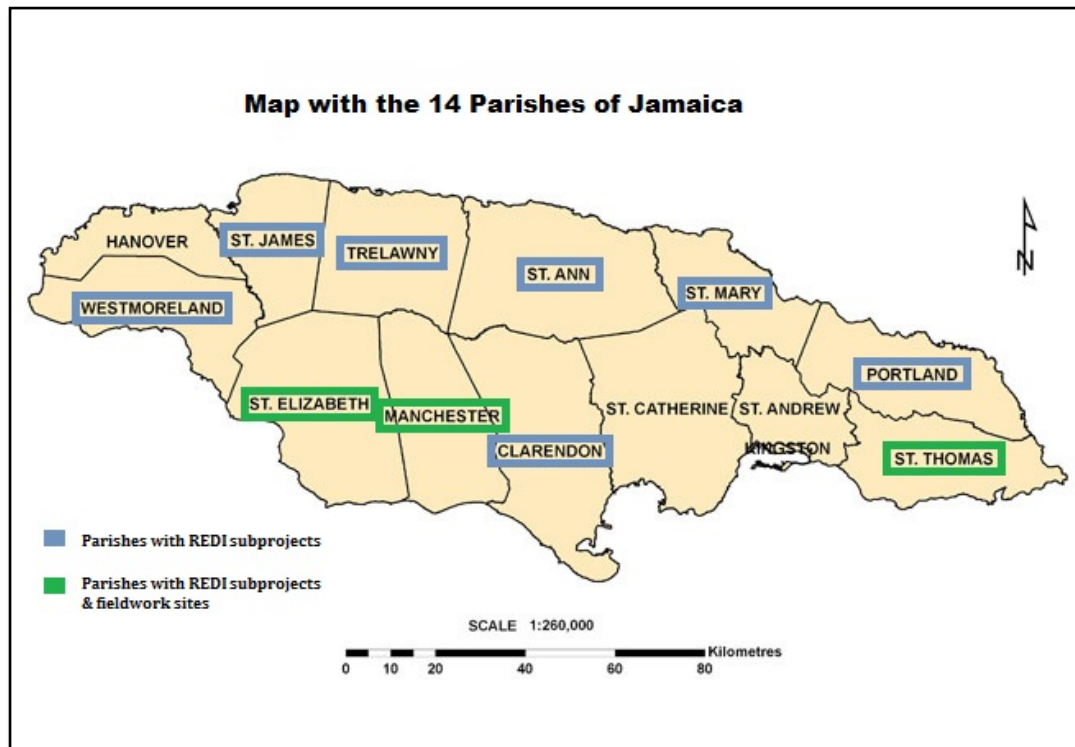 Map with the 14 Parishes of Jamaica
HANOVER
ST. JAMES
TRELAWNY
ST. ANN
ST. MARY
WESTMORELAND
PORTLAND
ST. ELIZABETH
MANCHESTER
ST. CATHERINE
ST. ANDREW
CLARENDON
KINGSTON
ST. THOMAS
N
Parishes with REDI subprojects
Parishes with REDI subprojects
& fieldwork sites
SCALE 1:260,000
Kilometres
0 10 20 40 60 80